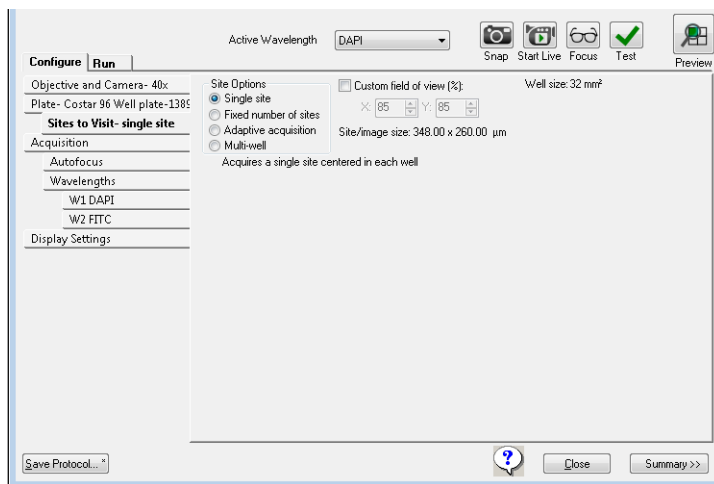 Active Wavelength DAPI
Snap Start Live Focus Test Preview
Configure Run
Objective and Camera- 40x
Plate- Costar 96 Well plate-1389
Sites to Visit- single site
Acquisition
Autofocus
Wavelengths
W1 DAPI
W2 FITC
Display Settings
Site Options
Single site
Fixed number of sites
Adaptive acquisition
Multi-well
Custom field of view (%):
X: 85 Y: 85
Well size: 32 mm²
Site/image size: 348.00 x 260.00 µm
Acquires a single site centered in each well
Save Protocol... *
?
Close
Summary >>